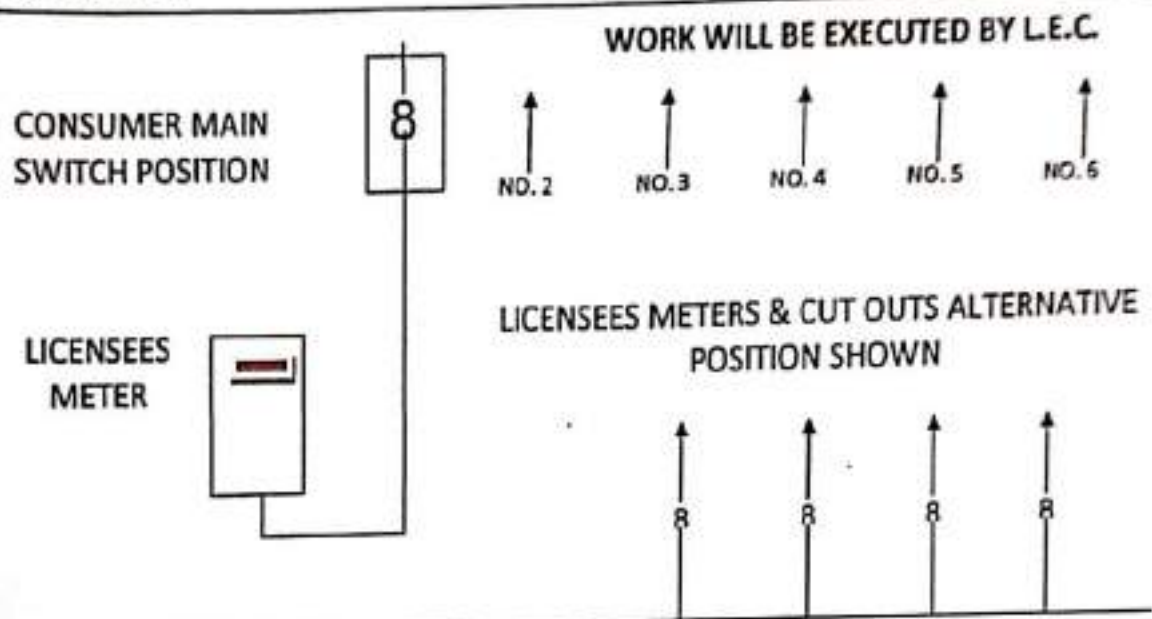 WORK WILL BE EXECUTED BY L.E.C.
CONSUMER MAIN
SWITCH POSITION
8
NO. 2
NO. 3
NO. 4
NO. 5
NO. 6
LICENSEES METERS & CUT OUTS ALTERNATIVE
POSITION SHOWN
LICENSEES
METER
8
8
8
8